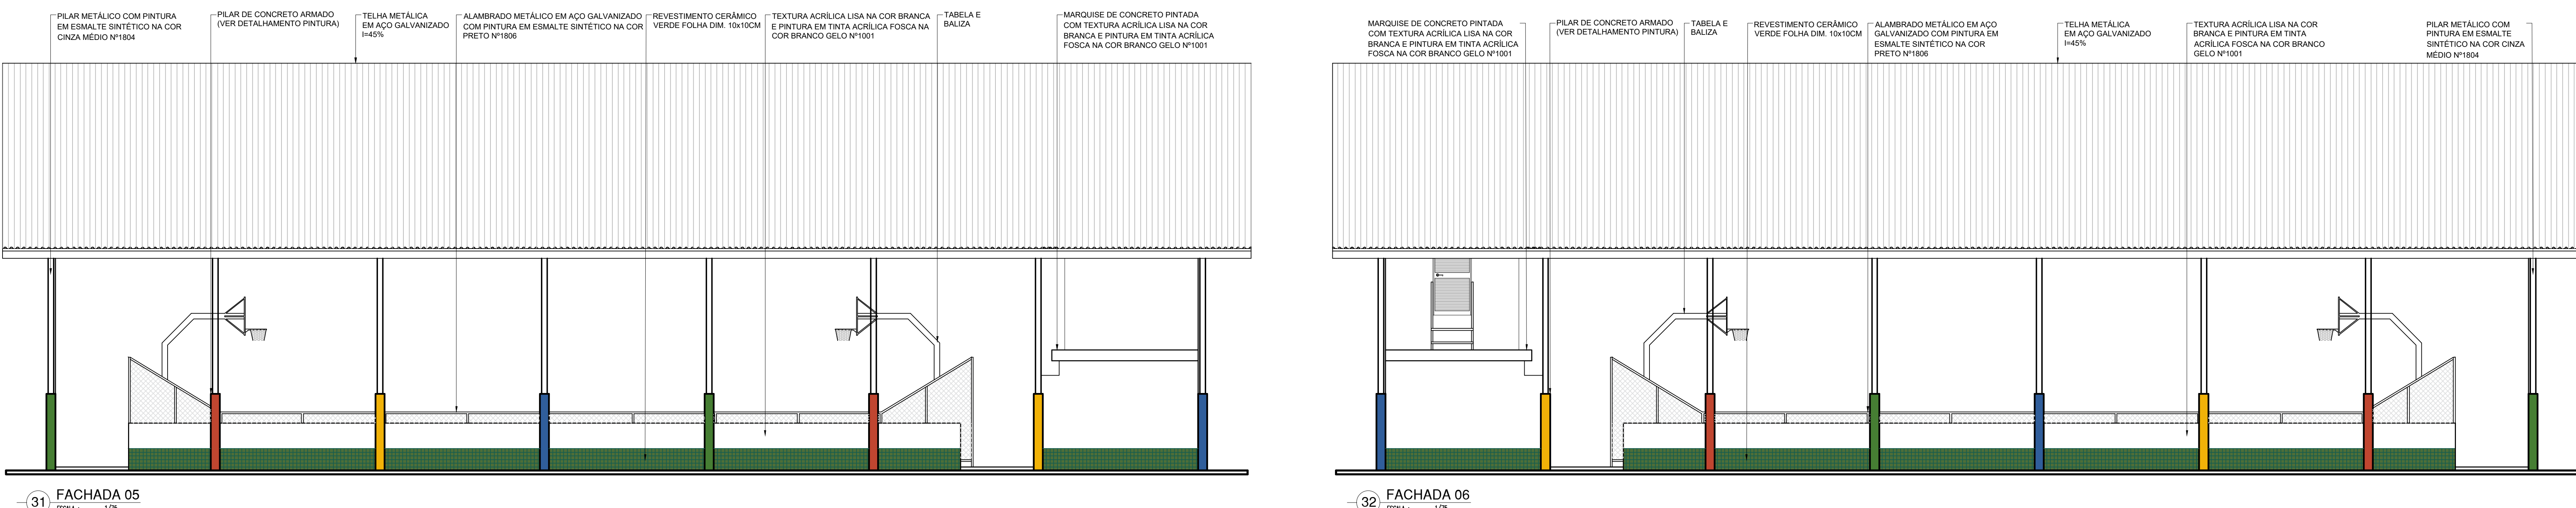 PILAR METÁLICO COM PINTURA
EM ESMALTE SINTÉTICO NA COR
CINZA MÉDIO Nº1804
PILAR DE CONCRETO ARMADO
(VER DETALHAMENTO PINTURA)
TELHA METÁLICA
EM AÇO GALVANIZADO
I=45%
ALAMBRADO METÁLICO EM AÇO GALVANIZADO
COM PINTURA EM ESMALTE SINTÉTICO NA COR
PRETO Nº1806
REVESTIMENTO CERÂMICO
VERDE FOLHA DIM. 10x10CM
TEXTURA ACRÍLICA LISA NA COR BRANCA
E PINTURA EM TINTA ACRÍLICA FOSCA NA
COR BRANCO GELO Nº1001
TABELA E
BALIZA
MARQUISE DE CONCRETO PINTADA
COM TEXTURA ACRÍLICA LISA NA COR
BRANCA E PINTURA EM TINTA ACRÍLICA
FOSCA NA COR BRANCO GELO Nº1001
31
FACHADA 05
1/75
MARQUISE DE CONCRETO PINTADA
COM TEXTURA ACRÍLICA LISA NA COR
BRANCA E PINTURA EM TINTA ACRÍLICA
FOSCA NA COR BRANCO GELO Nº1001
PILAR DE CONCRETO ARMADO
(VER DETALHAMENTO PINTURA)
TABELA E
BALIZA
REVESTIMENTO CERÂMICO
VERDE FOLHA DIM. 10x10CM
ALAMBRADO METÁLICO EM AÇO
GALVANIZADO COM PINTURA EM
ESMALTE SINTÉTICO NA COR
PRETO Nº1806
TELHA METÁLICA
EM AÇO GALVANIZADO
I=45%
TEXTURA ACRÍLICA LISA NA COR
BRANCA E PINTURA EM TINTA
ACRÍLICA FOSCA NA COR BRANCO
GELO Nº1001
PILAR METÁLICO COM
PINTURA EM ESMALTE
SINTÉTICO NA COR CINZA
MÉDIO Nº1804
32
FACHADA 06
1/75